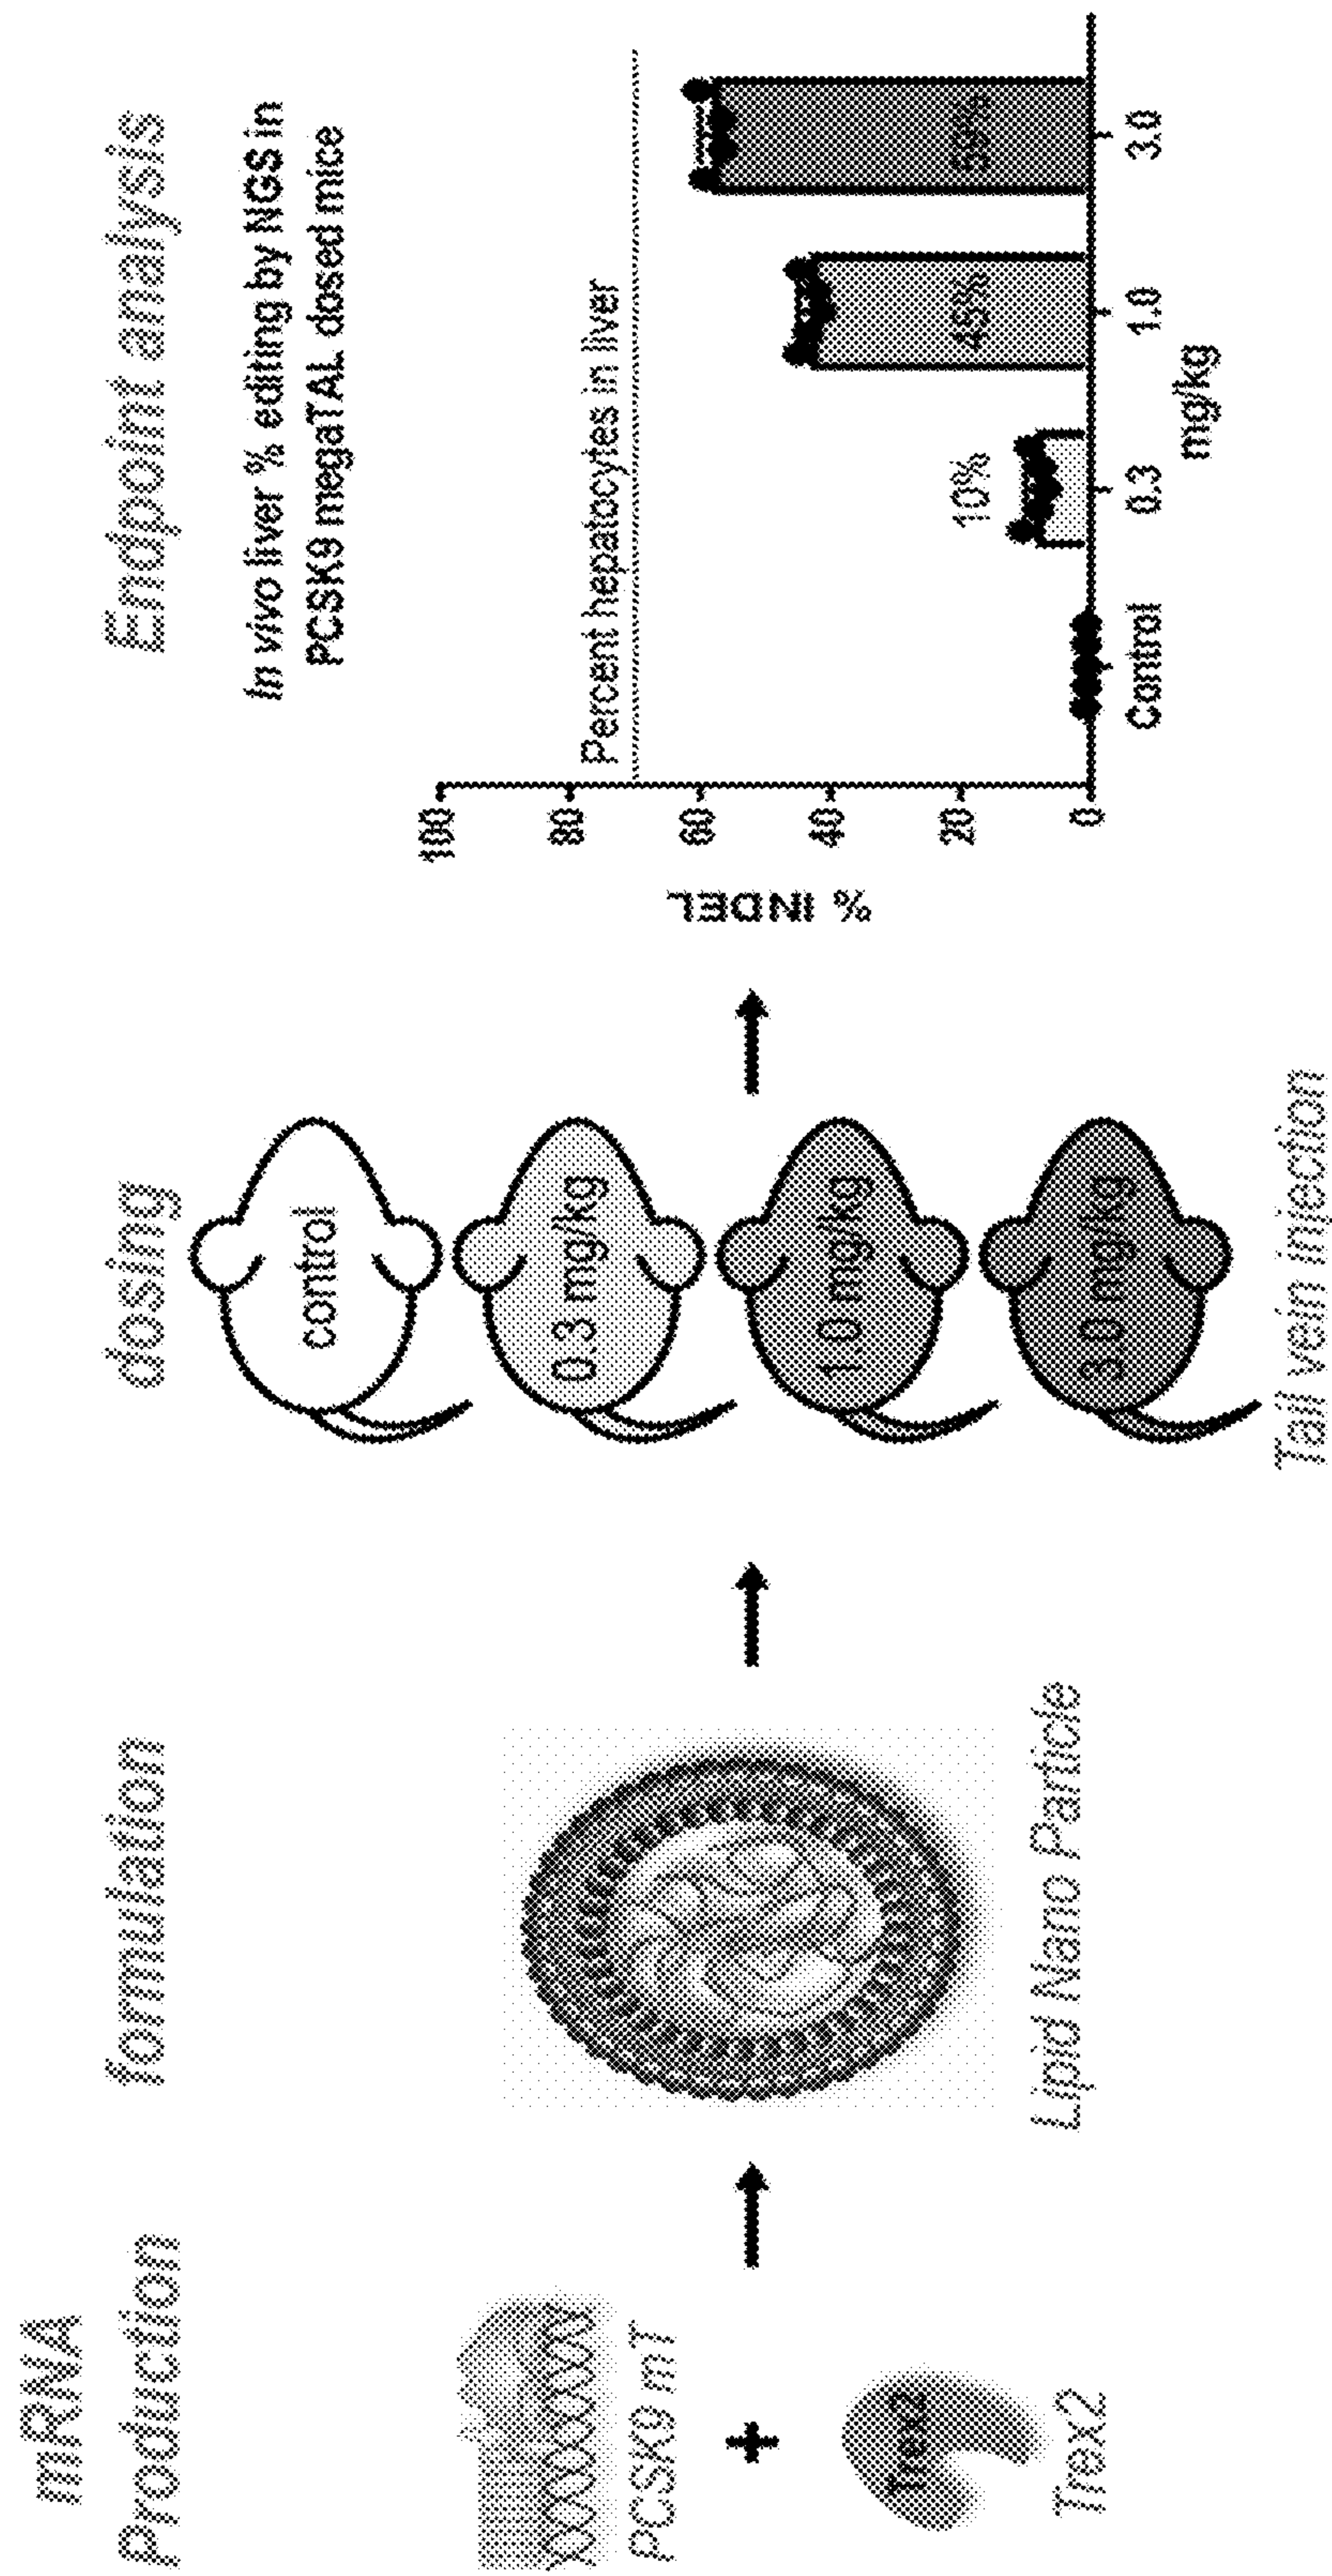 mRNA
Production
PCSK9 mT
+
Trex2
Trex2
formulation
Lipid Nano Particle
dosing
control
0.3 mg/kg
1.0 mg/kg
3.0 mg/kg
Tail vein injection
Endpoint analysis
In vivo liver % editing by NGS in
PCSK9 megaTAL dosed mice
% INDEL
100
80
60
40
20
0
Percent hepatocytes in liver
10%
45%
59%
Control
0.3
1.0
3.0
mg/kg